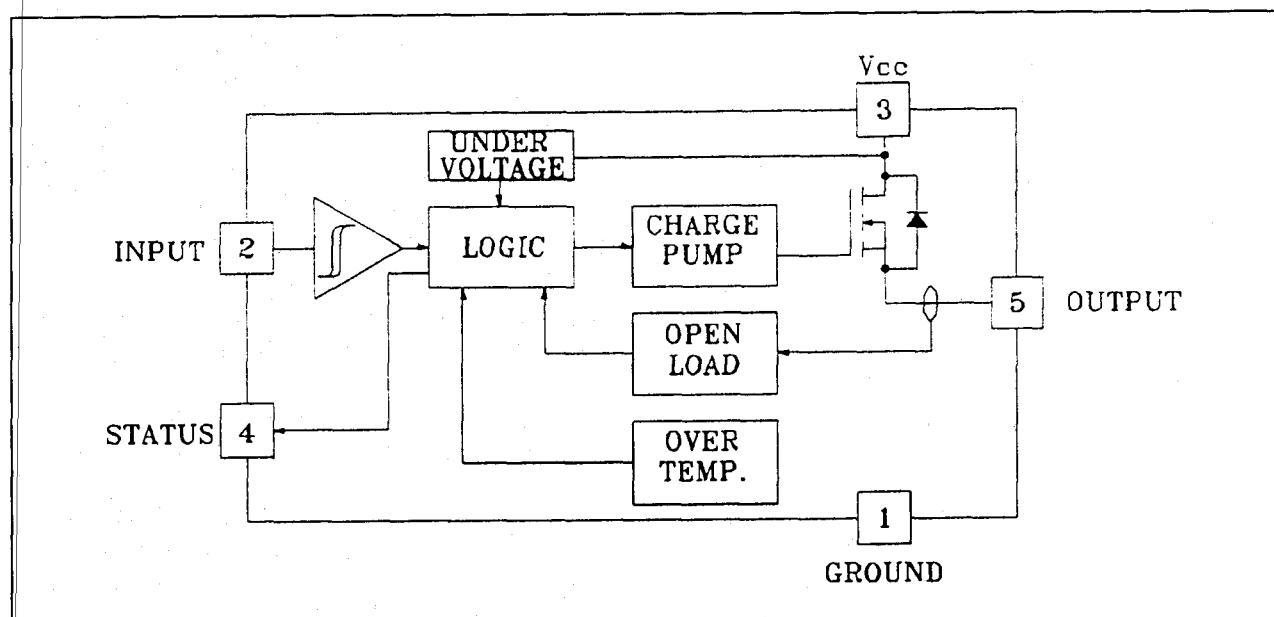 Vcc
3
UNDER
VOLTAGE
INPUT
2
LOGIC
CHARGE
PUMP
5
OUTPUT
OPEN
LOAD
STATUS
4
OVER
TEMP.
1
GROUND